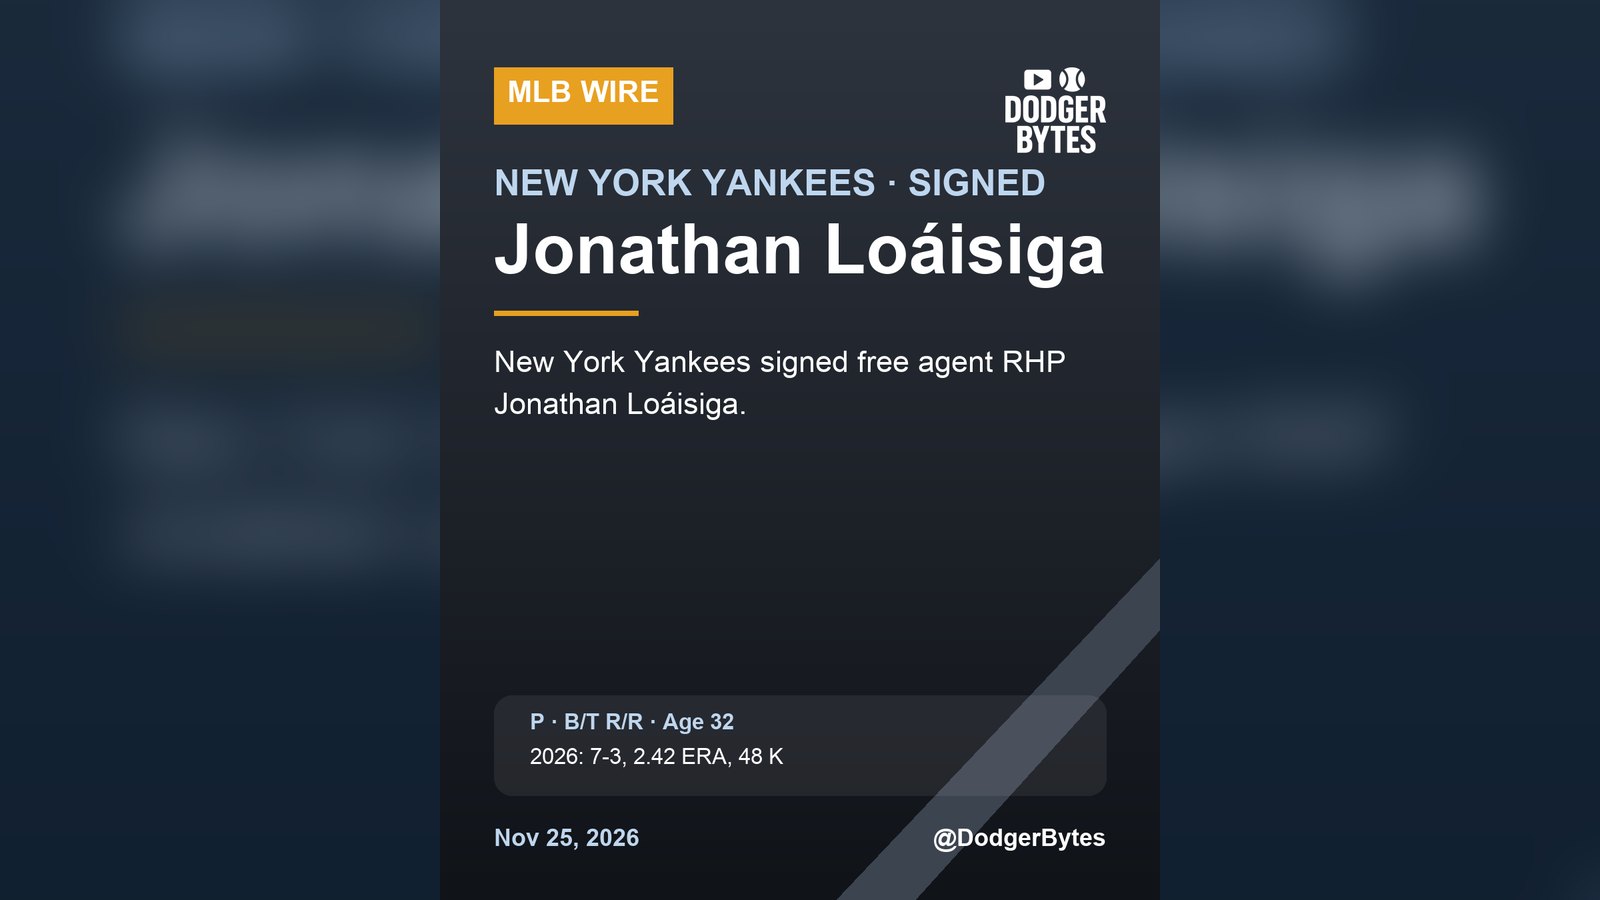 MLB WIRE
DODGER
BYTES
NEW YORK YANKEES · SIGNED
Jonathan Loáisiga
New York Yankees signed free agent RHP
Jonathan Loáisiga.
P · B/T R/R · Age 32
2026: 7-3, 2.42 ERA, 48 K
Nov 25, 2026
@DodgerBytes